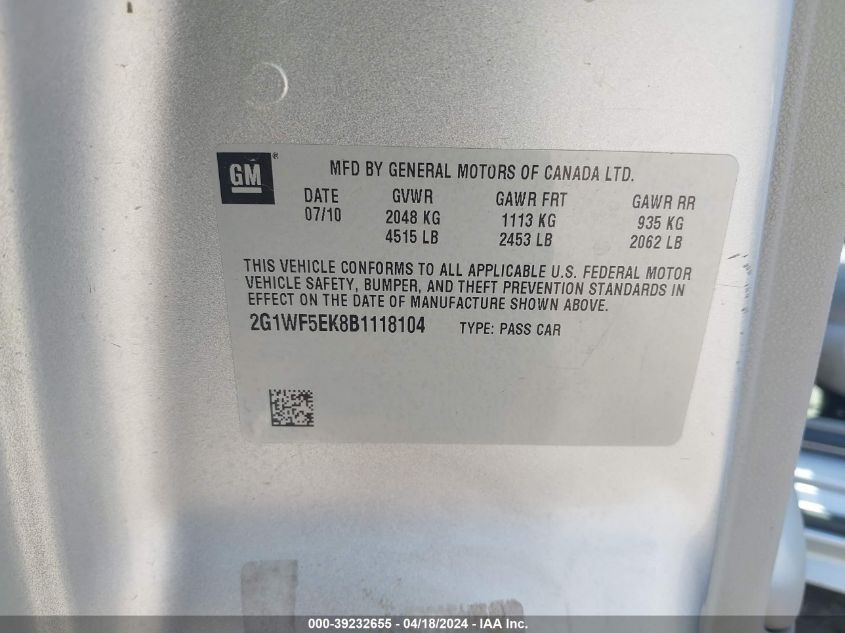 GM ® MFD BY GENERAL MOTORS OF CANADA LTD.
DATE GVWR GAWR FRT GAWR RR
07/10 2048 KG 1113 KG 935 KG
4515 LB 2453 LB 2062 LB
THIS VEHICLE CONFORMS TO ALL APPLICABLE U.S. FEDERAL MOTOR
VEHICLE SAFETY, BUMPER, AND THEFT PREVENTION STANDARDS IN
EFFECT ON THE DATE OF MANUFACTURE SHOWN ABOVE.
2G1WF5EK8B1118104 TYPE: PASS CAR
000-39232655 - 04/18/2024 - IAA Inc.